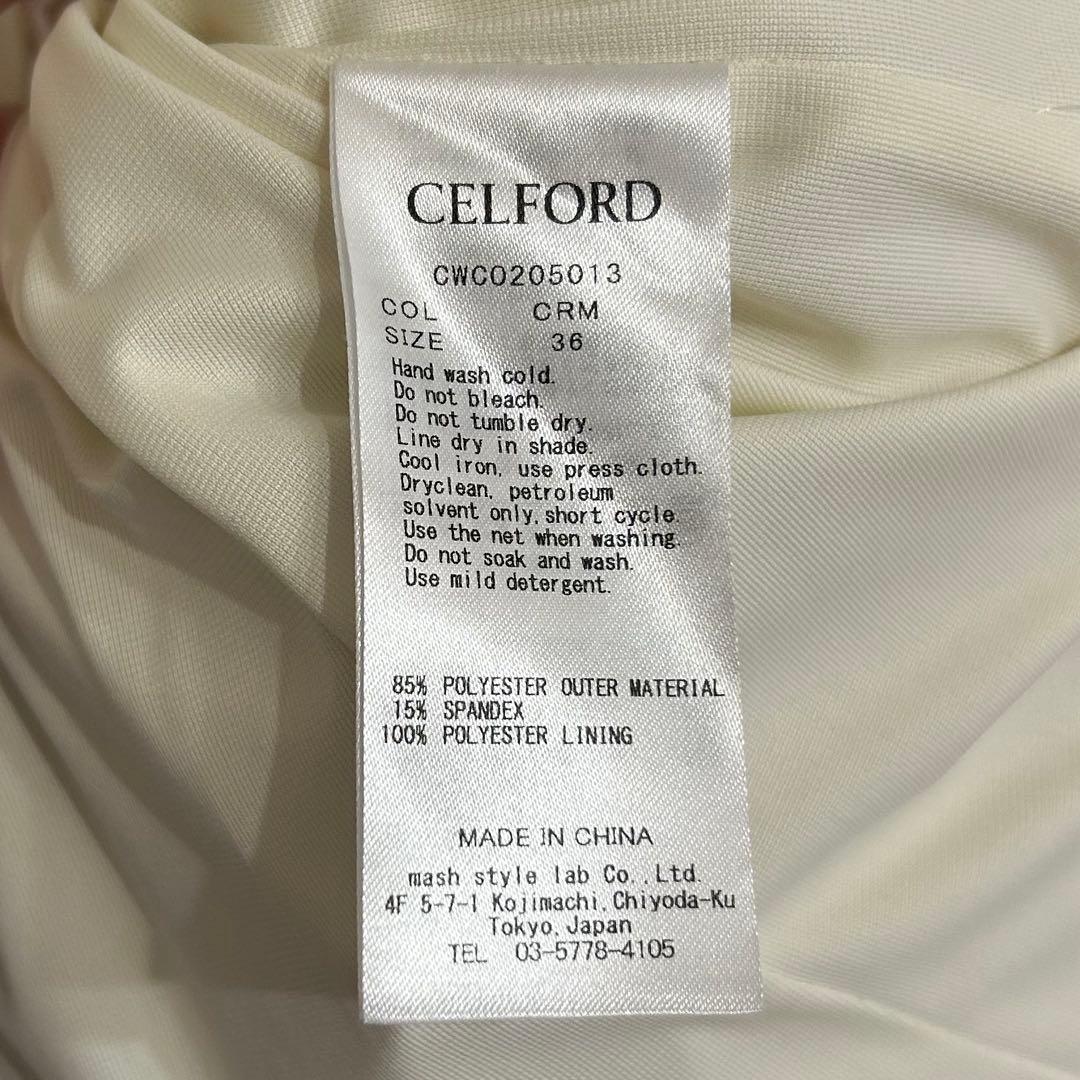 CELFORD
CWCO205013
COL CRM
SIZE 36
Hand wash cold.
Do not bleach.
Do not tumble dry.
Line dry in shade.
Cool iron, use press cloth.
Dryclean, petroleum
solvent only,short cycle.
Use the net when washing.
Do not soak and wash.
Use mild detergent.
85% POLYESTER OUTER MATERIAL
15% SPANDEX
100% POLYESTER LINING
MADE IN CHINA
mash style lab Co.,Ltd.
4F 5-7-1 Kojimachi,Chiyoda-Ku
Tokyo,Japan
TEL 03-5778-4105